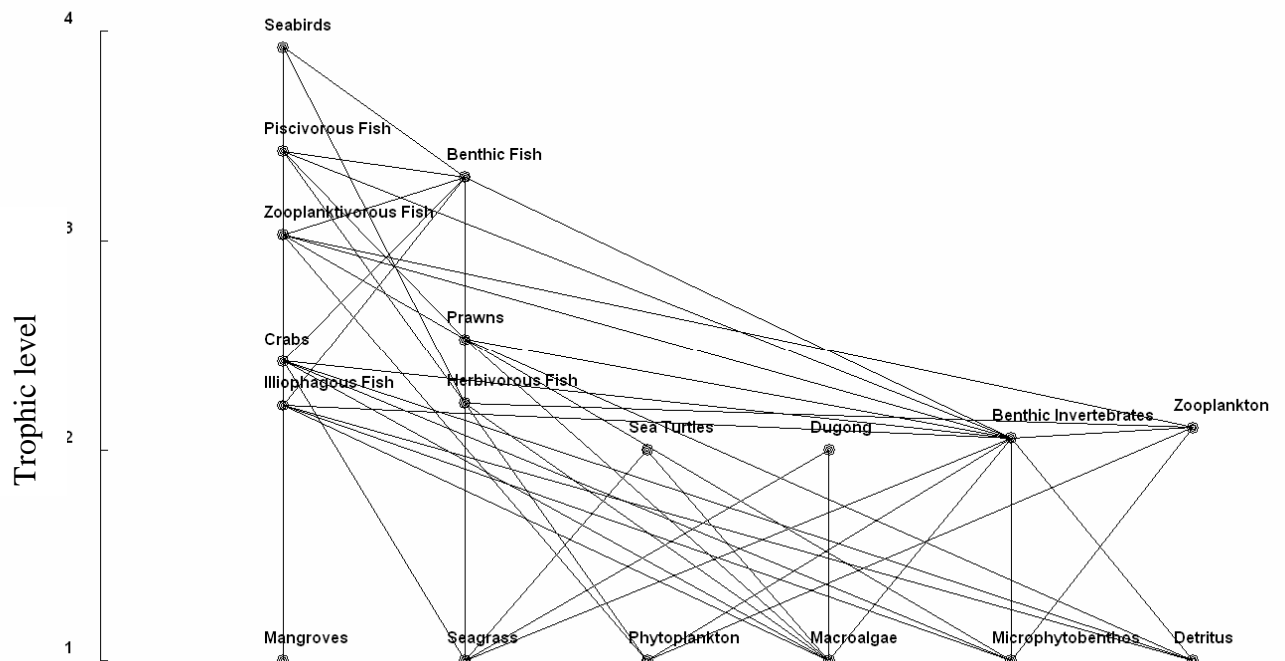 4
Seabirds
Piscivorous Fish
Benthic Fish
Zooplanktivorous Fish
3
Prawns
Crabs
Illiophagous Fish
Herbivorous Fish
Benthic Invertebrates
Zooplankton
Sea Turtles
Dugong
2
Trophic level
Mangroves
Seagrass
Phytoplankton
Macroalgae
Microphytobenthos
Detritus
1